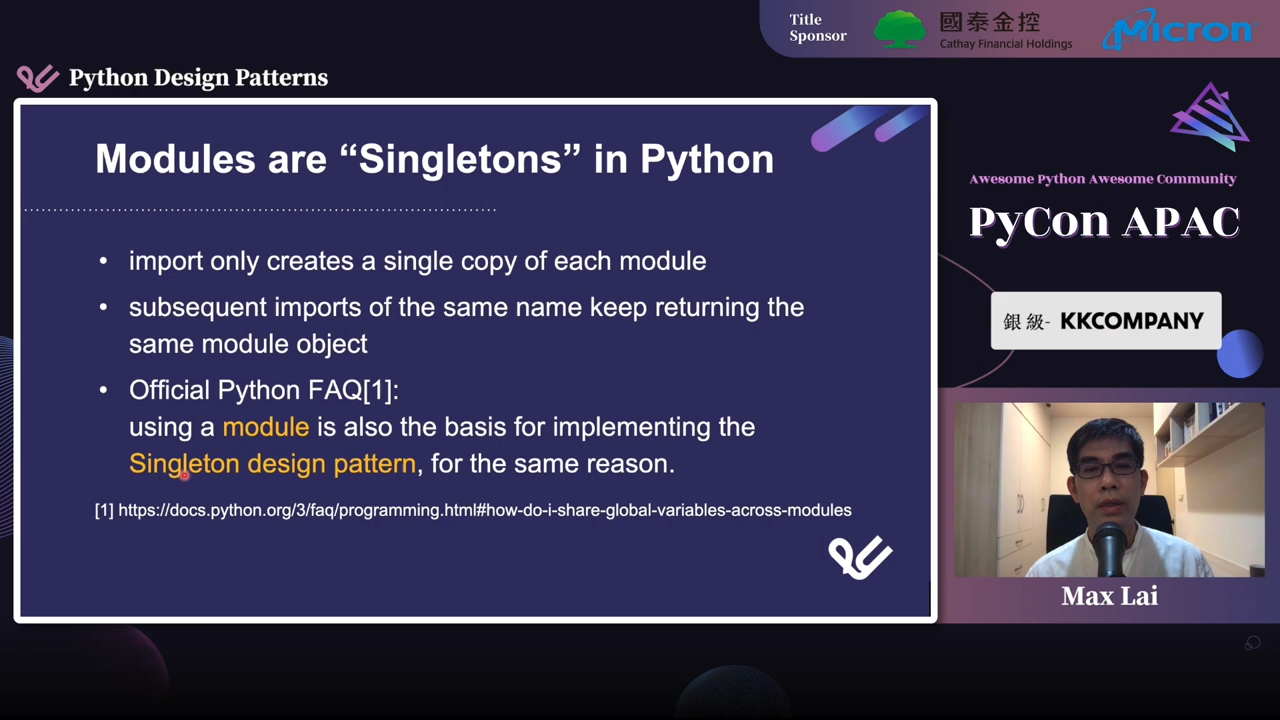 Title
Sponsor
國泰金控
Cathay Financial Holdings
Micron
Python Design Patterns
Modules are “Singletons” in Python
• import only creates a single copy of each module
• subsequent imports of the same name keep returning the
same module object
• Official Python FAQ[1]:
using a module is also the basis for implementing the
Singleton design pattern, for the same reason.
[1] https://docs.python.org/3/faq/programming.html#how-do-i-share-global-variables-across-modules
Awesome Python Awesome Community
PyCon APAC
銀級- KKCOMPANY
Max Lai